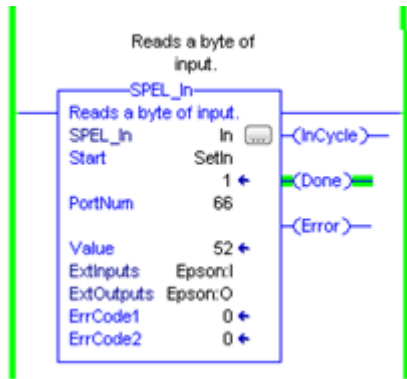 Reads a byte of
input.
SPEL_In
Reads a byte of input.
SPEL_In In ...
Start SetIn
1
PortNum 66
Value 52
ExtInputs Epson:I
ExtOutputs Epson:O
ErrCode1 0
ErrCode2 0
(InCycle)
(Done)
(Error)